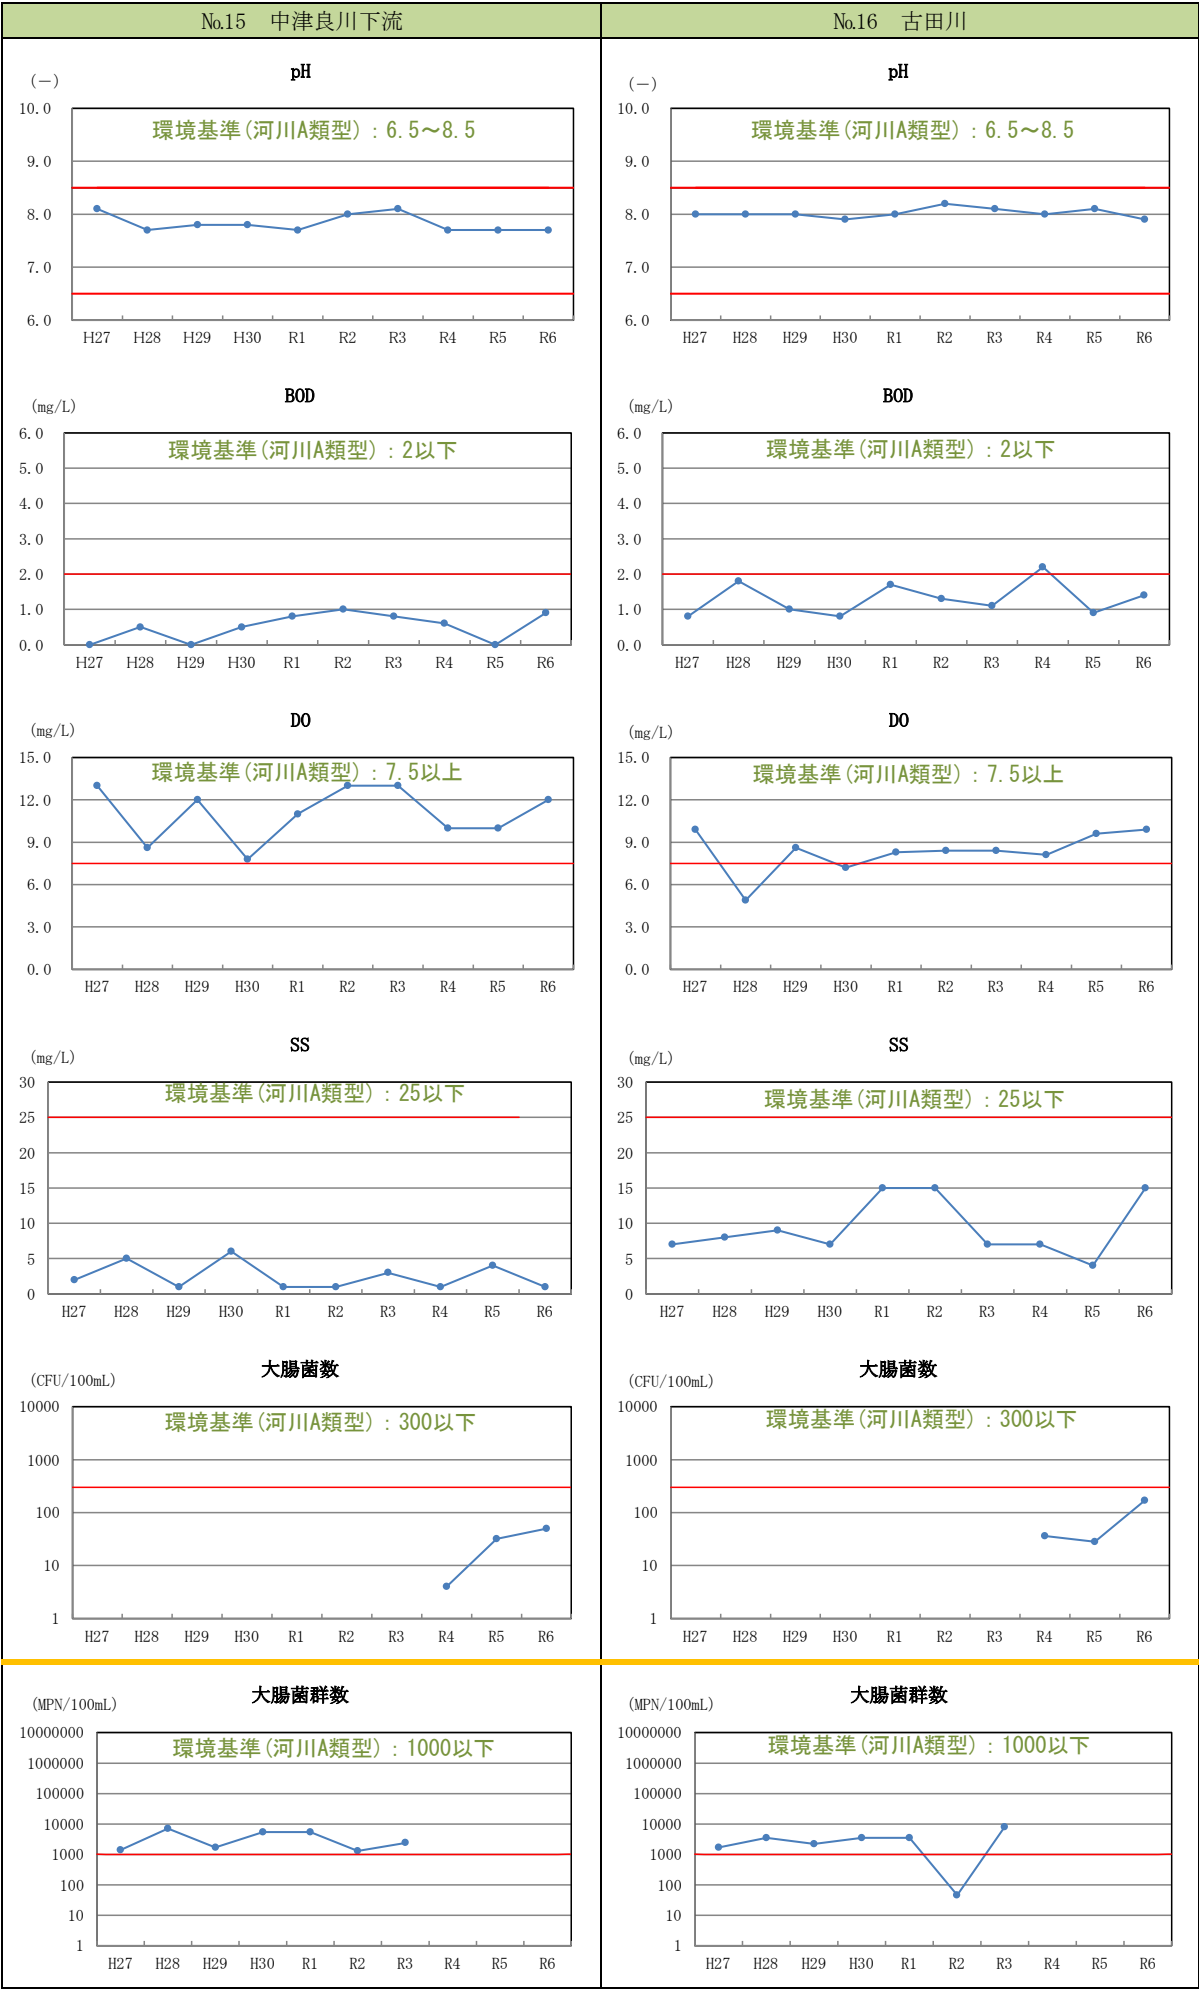 №15　中津良川下流
№16　古田川
pH
(－)
環境基準(河川A類型)：6.5～8.5
10.0
9.0
8.0
7.0
6.0
H27 H28 H29 H30 R1 R2 R3 R4 R5 R6
pH
(－)
環境基準(河川A類型)：6.5～8.5
10.0
9.0
8.0
7.0
6.0
H27 H28 H29 H30 R1 R2 R3 R4 R5 R6
BOD
(mg/L)
環境基準(河川A類型)：2以下
6.0
5.0
4.0
3.0
2.0
1.0
0.0
H27 H28 H29 H30 R1 R2 R3 R4 R5 R6
BOD
(mg/L)
環境基準(河川A類型)：2以下
6.0
5.0
4.0
3.0
2.0
1.0
0.0
H27 H28 H29 H30 R1 R2 R3 R4 R5 R6
DO
(mg/L)
環境基準(河川A類型)：7.5以上
15.0
12.0
9.0
6.0
3.0
0.0
H27 H28 H29 H30 R1 R2 R3 R4 R5 R6
DO
(mg/L)
環境基準(河川A類型)：7.5以上
15.0
12.0
9.0
6.0
3.0
0.0
H27 H28 H29 H30 R1 R2 R3 R4 R5 R6
SS
(mg/L)
環境基準(河川A類型)：25以下
30
25
20
15
10
5
0
H27 H28 H29 H30 R1 R2 R3 R4 R5 R6
SS
(mg/L)
環境基準(河川A類型)：25以下
30
25
20
15
10
5
0
H27 H28 H29 H30 R1 R2 R3 R4 R5 R6
大腸菌数
(CFU/100mL)
環境基準(河川A類型)：300以下
10000
1000
100
10
1
H27 H28 H29 H30 R1 R2 R3 R4 R5 R6
大腸菌数
(CFU/100mL)
環境基準(河川A類型)：300以下
10000
1000
100
10
1
H27 H28 H29 H30 R1 R2 R3 R4 R5 R6
大腸菌群数
(MPN/100mL)
環境基準(河川A類型)：1000以下
10000000
1000000
100000
10000
1000
100
10
1
H27 H28 H29 H30 R1 R2 R3 R4 R5 R6
大腸菌群数
(MPN/100mL)
環境基準(河川A類型)：1000以下
10000000
1000000
100000
10000
1000
100
10
1
H27 H28 H29 H30 R1 R2 R3 R4 R5 R6